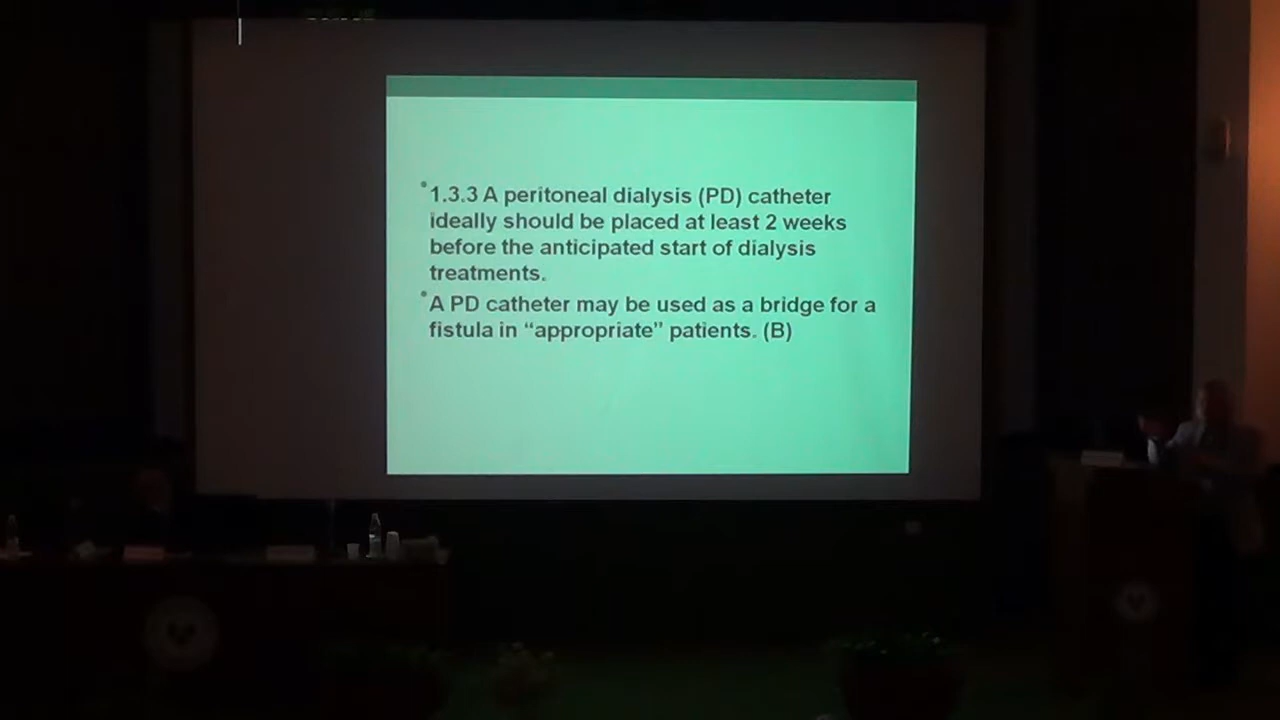 •1.3.3 A peritoneal dialysis (PD) catheter
ideally should be placed at least 2 weeks
before the anticipated start of dialysis
treatments.
•A PD catheter may be used as a bridge for a
fistula in “appropriate” patients. (B)